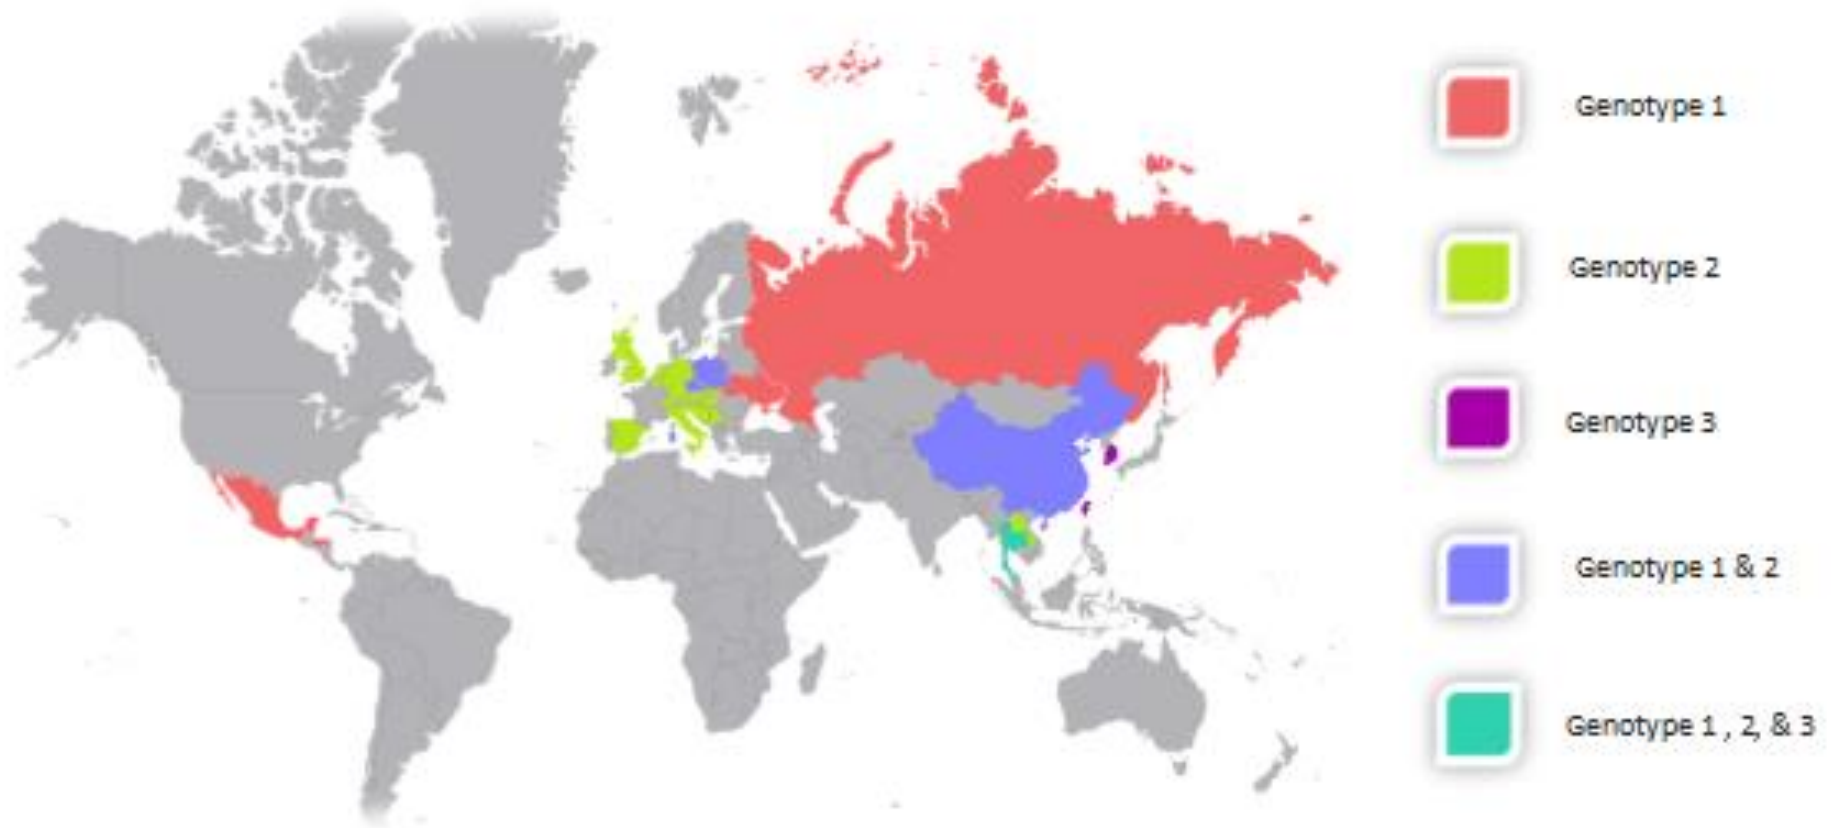 Genotype 1
Genotype 2
Genotype 3
Genotype 1 & 2
Genotype 1 , 2, & 3